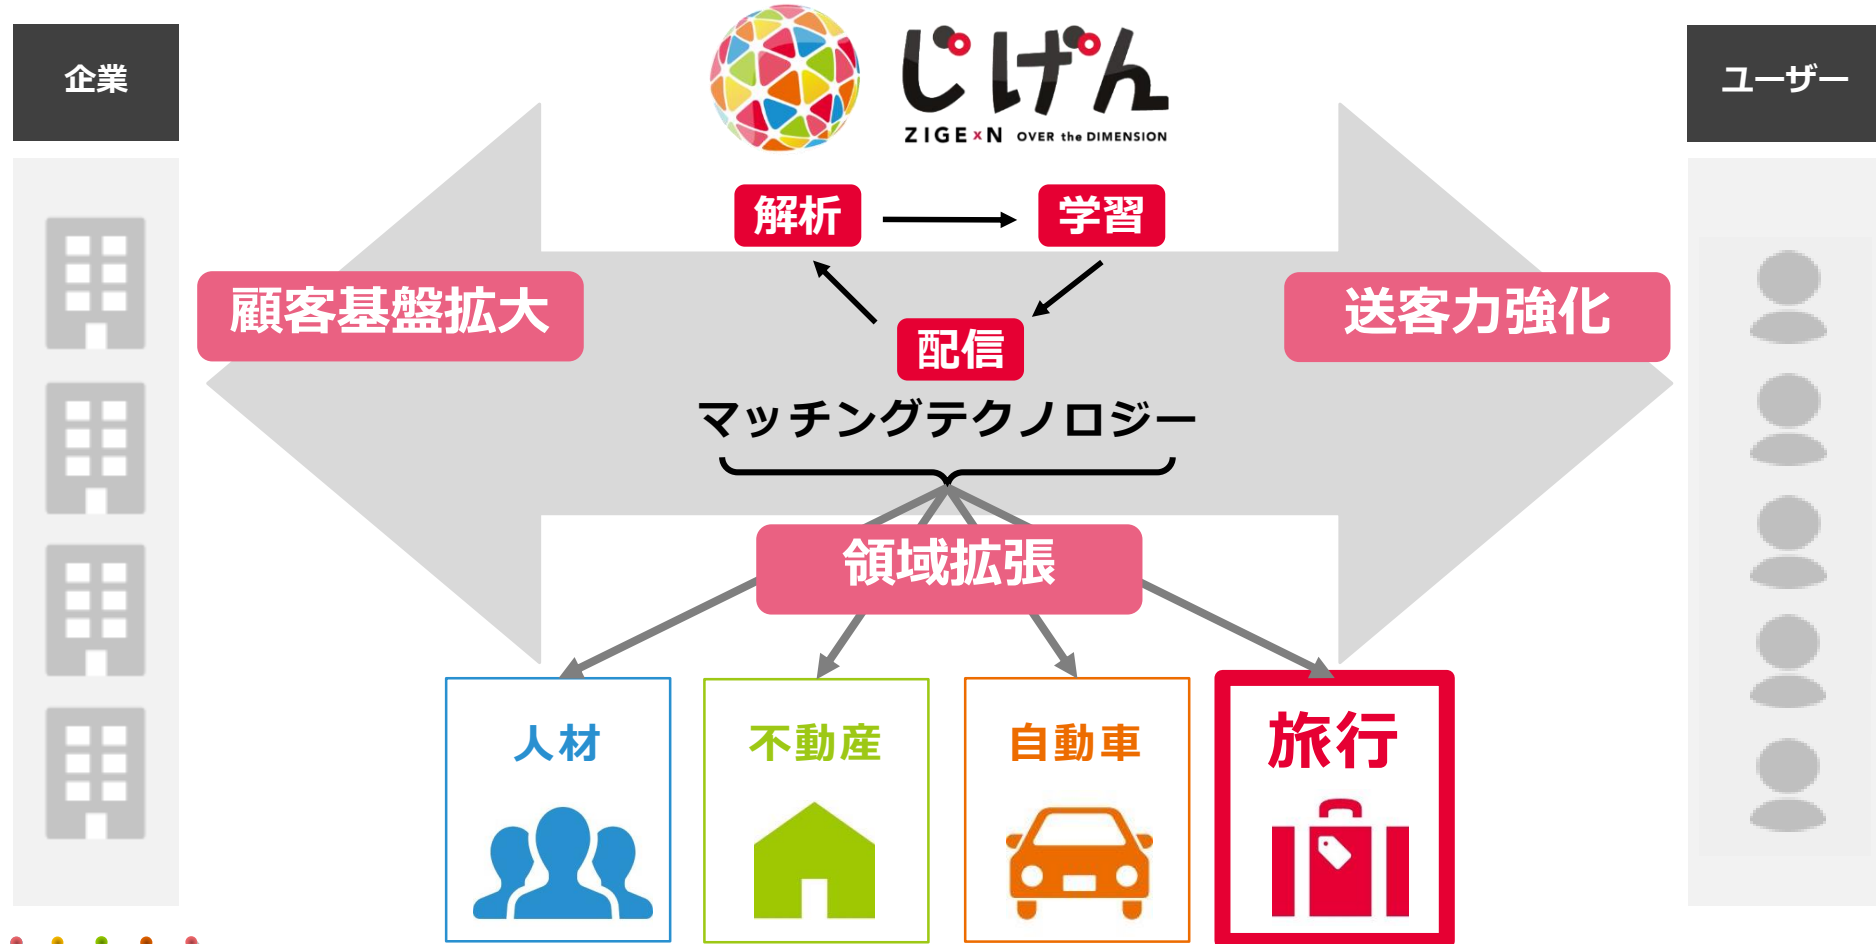 企業
じげん
ZIGExN OVER the DIMENSION
ユーザー
解析
学習
顧客基盤拡大
送客力強化
配信
マッチングテクノロジー
領域拡張
人材
不動産
自動車
旅行